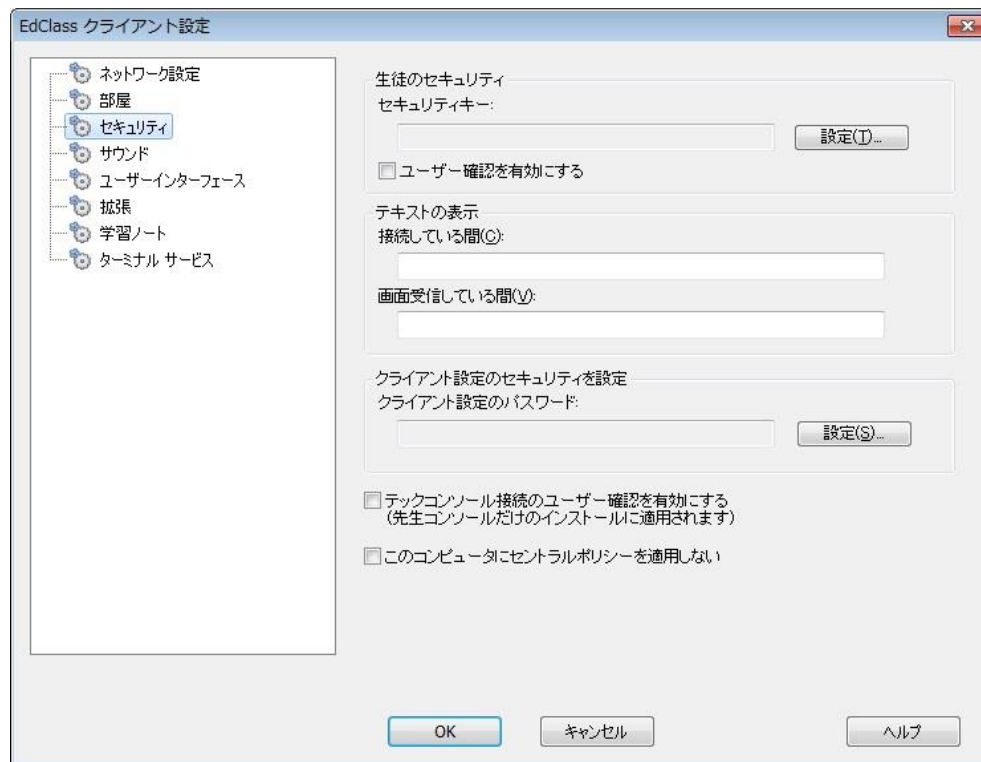 EdClass クライアント設定
ネットワーク設定
部屋
セキュリティ
サウンド
ユーザーインターフェース
拡張
学習ノート
ターミナル サービス
生徒のセキュリティ
セキュリティキー:
設定(T)...
ユーザー確認を有効にする
テキストの表示
接続している間(C):
画面受信している間(V):
クライアント設定のセキュリティを設定
クライアント設定のパスワード:
設定(S)...
テックコンソール接続のユーザー確認を有効にする
(先生コンソールだけのインストールに適用されます)
このコンピュータにセントラルポリシーを適用しない
OK
キャンセル
ヘルプ